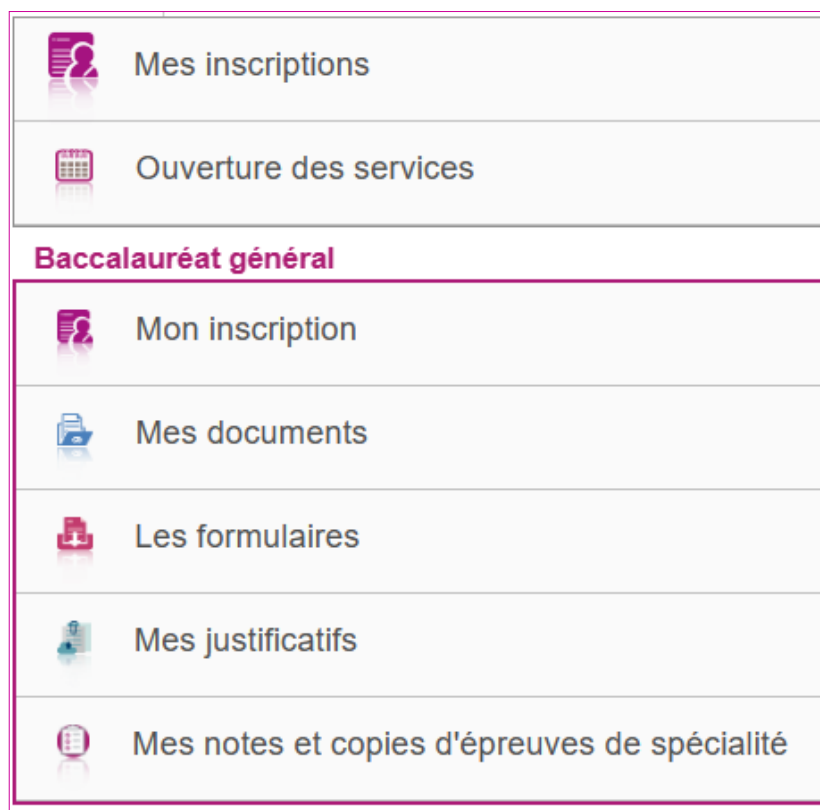 Mes inscriptions
Ouverture des services
Baccalauréat général
Mon inscription
Mes documents
Les formulaires
Mes justificatifs
Mes notes et copies d'épreuves de spécialité